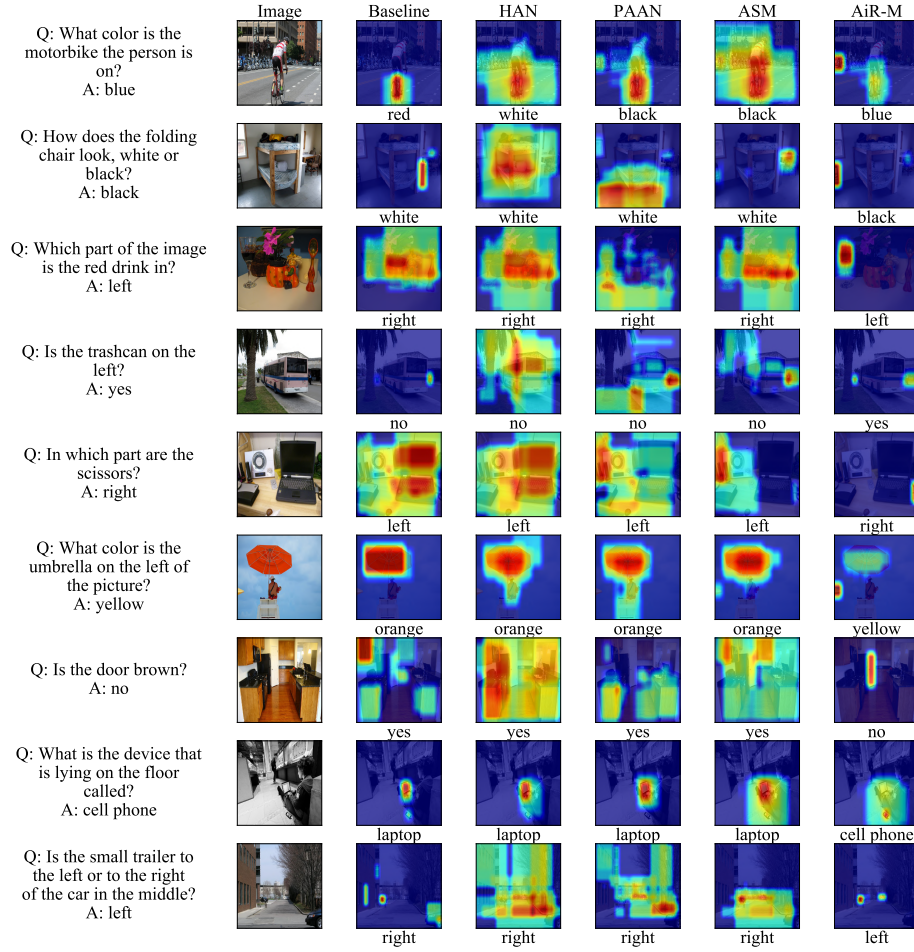 Image Baseline HAN PAAN ASM AiR-M
Q: What color is the
motorbike the person is
on?
A: blue
red white black black blue
Q: How does the folding
chair look, white or
black?
A: black
white white white white black
Q: Which part of the image
is the red drink in?
A: left
right right right right left
Q: Is the trashcan on the
left?
A: yes
no no no no yes
Q: In which part are the
scissors?
A: right
left left left left right
Q: What color is the
umbrella on the left of
the picture?
A: yellow
orange orange orange orange yellow
Q: Is the door brown?
A: no
yes yes yes yes no
Q: What is the device that
is lying on the floor
called?
A: cell phone
laptop laptop laptop laptop cell phone
Q: Is the small trailer to
the left or to the right
of the car in the middle?
A: left
right right right right left